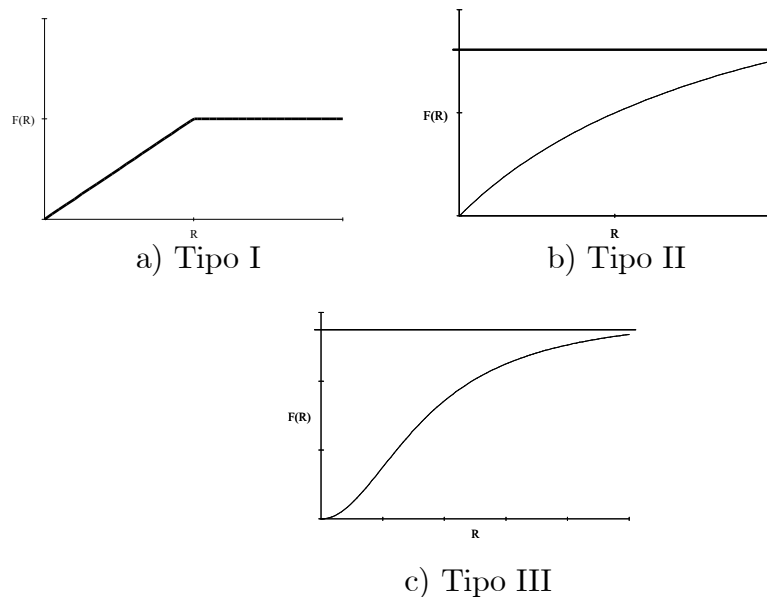 F(R)
R
a) Tipo I
F(R)
R
b) Tipo II
F(R)
R
c) Tipo III